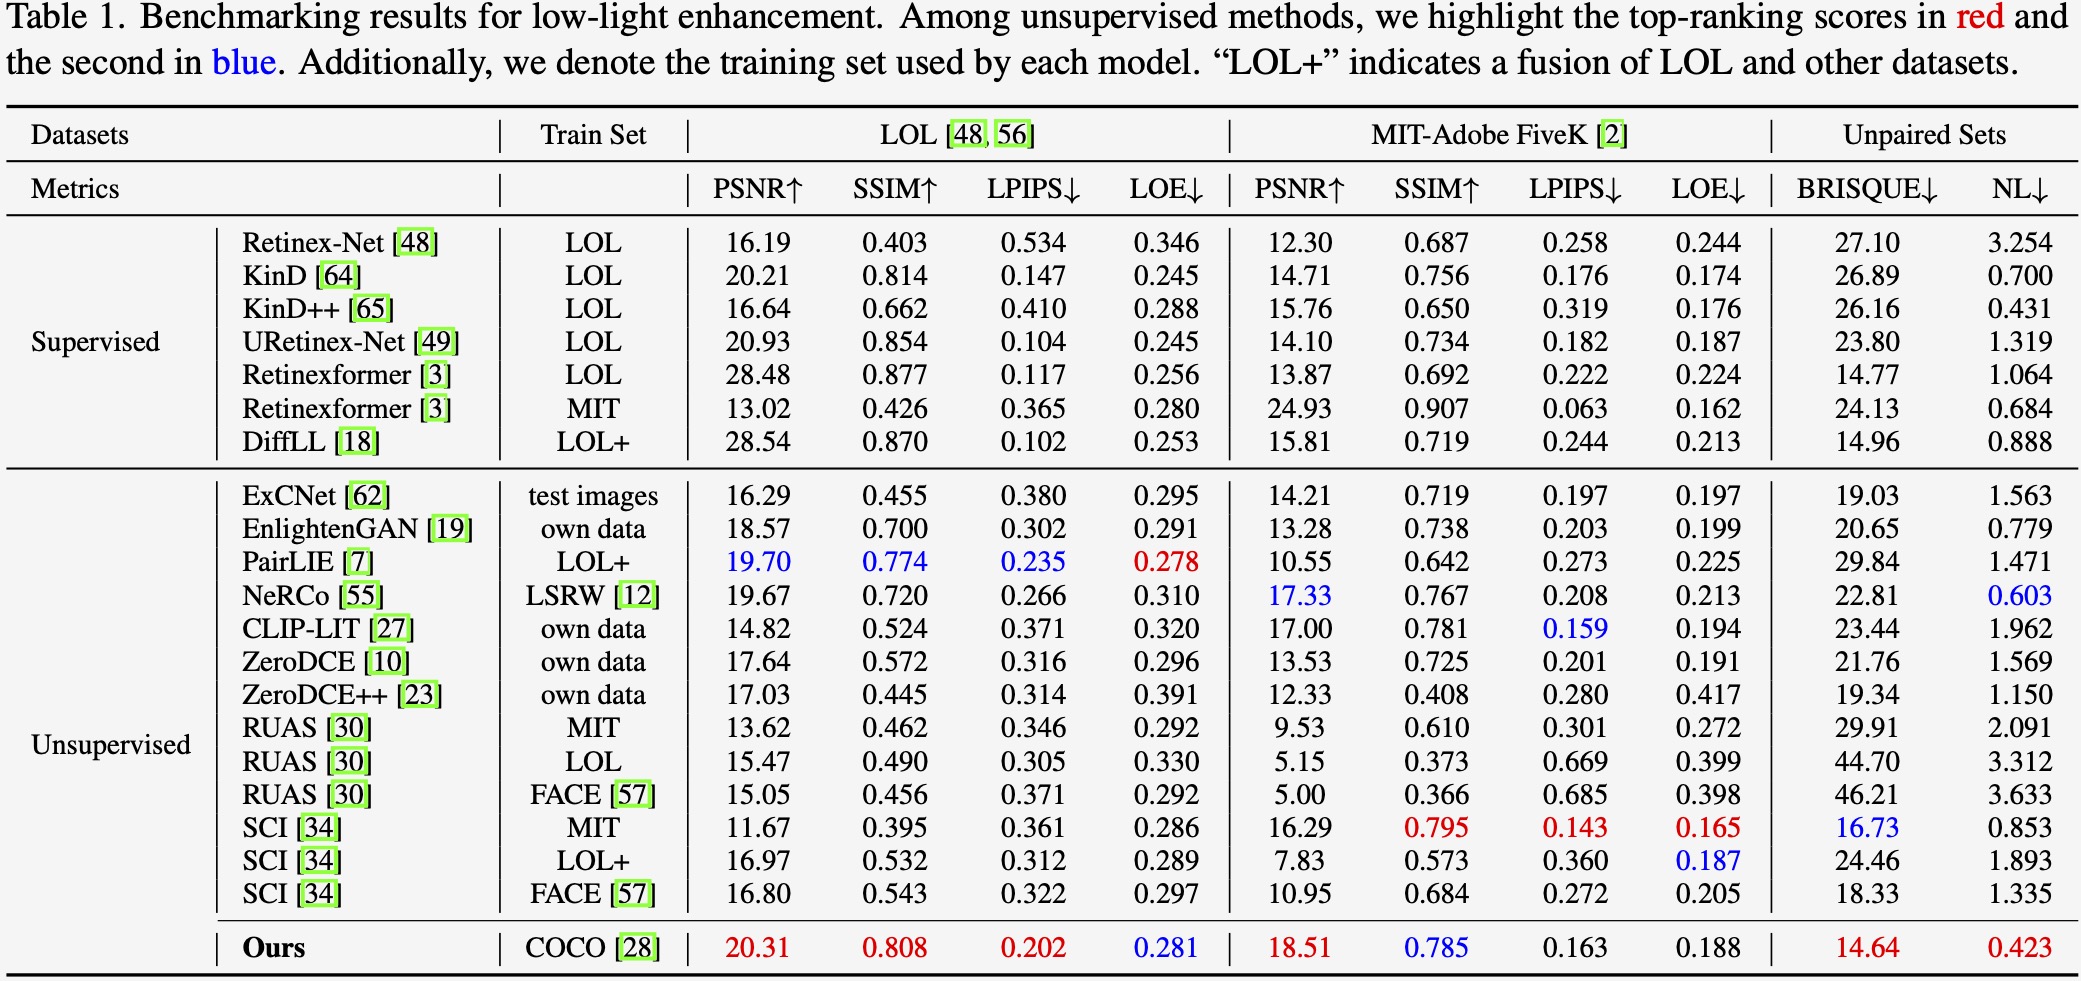 Table 1. Benchmarking results for low-light enhancement. Among unsupervised methods, we highlight the top-ranking scores in red and
the second in blue. Additionally, we denote the training set used by each model. “LOL+” indicates a fusion of LOL and other datasets.
Datasets Train Set LOL [48, 56] MIT-Adobe FiveK [2] Unpaired Sets
Metrics PSNR↑ SSIM↑ LPIPS↓ LOE↓ PSNR↑ SSIM↑ LPIPS↓ LOE↓ BRISQUE↓ NL↓
Retinex-Net [48] LOL 16.19 0.403 0.534 0.346 12.30 0.687 0.258 0.244 27.10 3.254
KinD [64] LOL 20.21 0.814 0.147 0.245 14.71 0.756 0.176 0.174 26.89 0.700
KinD++ [65] LOL 16.64 0.662 0.410 0.288 15.76 0.650 0.319 0.176 26.16 0.431
Supervised URetinex-Net [49] LOL 20.93 0.854 0.104 0.245 14.10 0.734 0.182 0.187 23.80 1.319
Retinexformer [3] LOL 28.48 0.877 0.117 0.256 13.87 0.692 0.222 0.224 14.77 1.064
Retinexformer [3] MIT 13.02 0.426 0.365 0.280 24.93 0.907 0.063 0.162 24.13 0.684
DiffLL [18] LOL+ 28.54 0.870 0.102 0.253 15.81 0.719 0.244 0.213 14.96 0.888
ExCNet [62] test images 16.29 0.455 0.380 0.295 14.21 0.719 0.197 0.197 19.03 1.563
EnlightenGAN [19] own data 18.57 0.700 0.302 0.291 13.28 0.738 0.203 0.199 20.65 0.779
PairLIE [7] LOL+ 19.70 0.774 0.235 0.278 10.55 0.642 0.273 0.225 29.84 1.471
NeRCo [55] LSRW [12] 19.67 0.720 0.266 0.310 17.33 0.767 0.208 0.213 22.81 0.603
CLIP-LIT [27] own data 14.82 0.524 0.371 0.320 17.00 0.781 0.159 0.194 23.44 1.962
ZeroDCE [10] own data 17.64 0.572 0.316 0.296 13.53 0.725 0.201 0.191 21.76 1.569
ZeroDCE++ [23] own data 17.03 0.445 0.314 0.391 12.33 0.408 0.280 0.417 19.34 1.150
RUAS [30] MIT 13.62 0.462 0.346 0.292 9.53 0.610 0.301 0.272 29.91 2.091
Unsupervised RUAS [30] LOL 15.47 0.490 0.305 0.330 5.15 0.373 0.669 0.399 44.70 3.312
RUAS [30] FACE [57] 15.05 0.456 0.371 0.292 5.00 0.366 0.685 0.398 46.21 3.633
SCI [34] MIT 11.67 0.395 0.361 0.286 16.29 0.795 0.143 0.165 16.73 0.853
SCI [34] LOL+ 16.97 0.532 0.312 0.289 7.83 0.573 0.360 0.187 24.46 1.893
SCI [34] FACE [57] 16.80 0.543 0.322 0.297 10.95 0.684 0.272 0.205 18.33 1.335
Ours COCO [28] 20.31 0.808 0.202 0.281 18.51 0.785 0.163 0.188 14.64 0.423